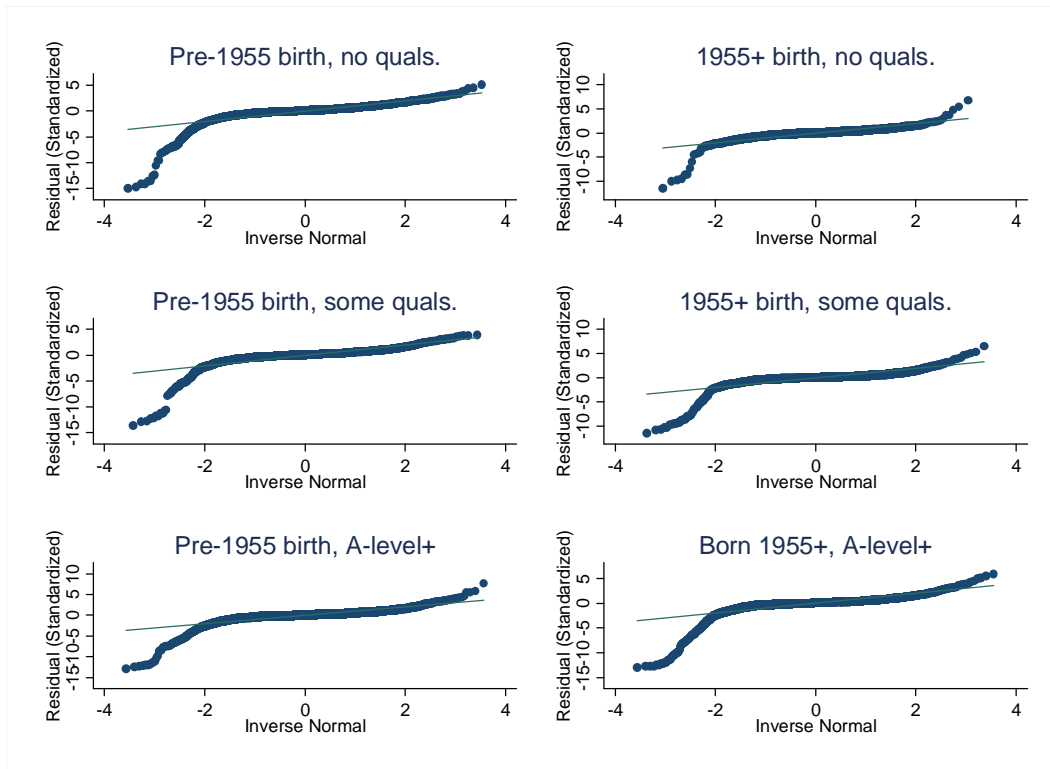 Pre-1955 birth, no quals.
Residual (Standardized)
5
0
-5
-10
-15
-4 -2 0 2 4
Inverse Normal
1955+ birth, no quals.
Residual (Standardized)
10
5
0
-5
-10
-4 -2 0 2 4
Inverse Normal
Pre-1955 birth, some quals.
Residual (Standardized)
5
0
-5
-10
-15
-4 -2 0 2 4
Inverse Normal
1955+ birth, some quals.
Residual (Standardized)
10
5
0
-5
-10
-4 -2 0 2 4
Inverse Normal
Pre-1955 birth, A-level+
Residual (Standardized)
10
5
0
-5
-10
-15
-4 -2 0 2 4
Inverse Normal
Born 1955+, A-level+
Residual (Standardized)
5
0
-5
-10
-15
-4 -2 0 2 4
Inverse Normal